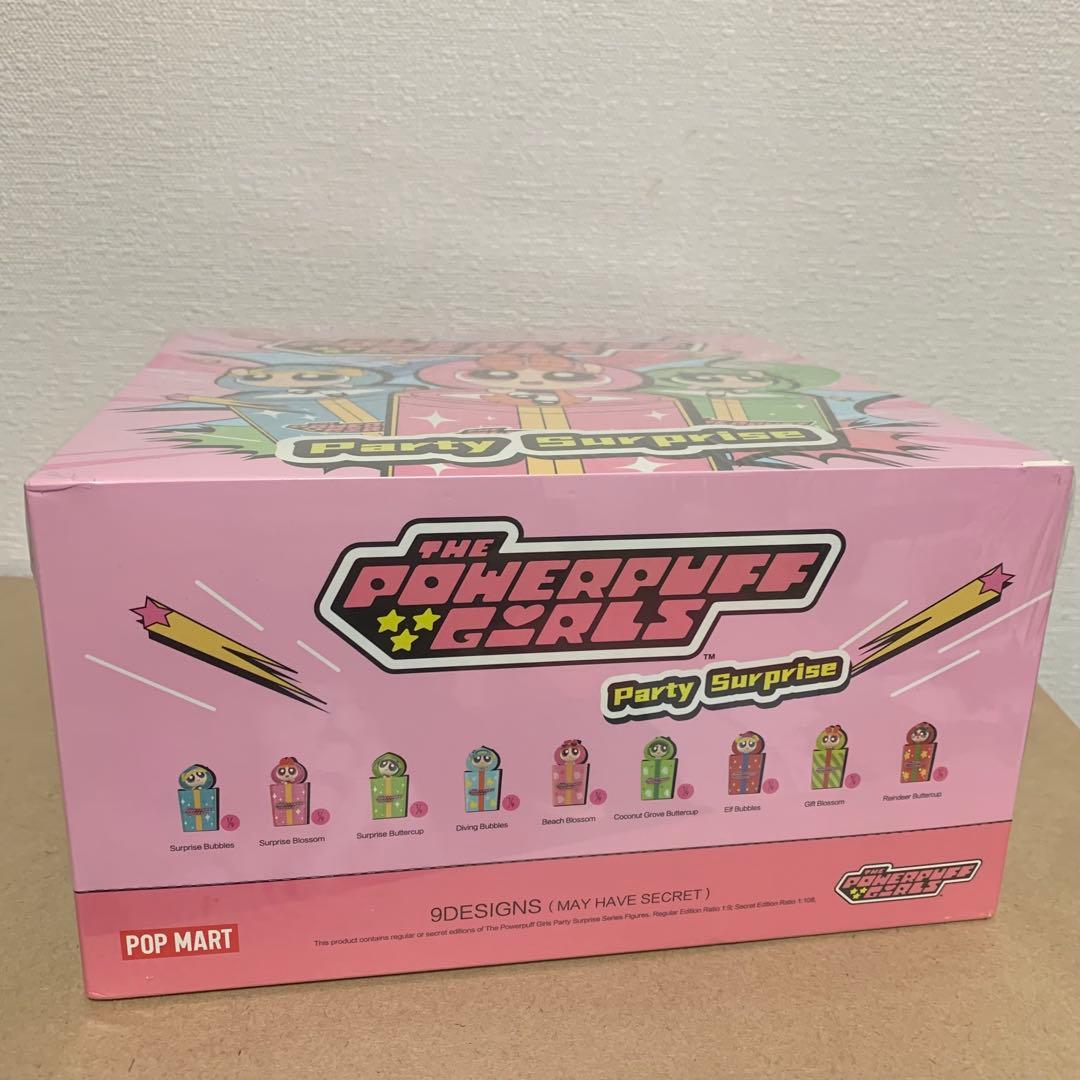 Party Surprise
THE
POWERPUFF
GIRLS
TM
Party Surprise
Surprise Bubbles
Surprise Blossom
Surprise Buttercup
Diving Bubbles
Beach Blossom
Coconut Grove Buttercup
Elf Bubbles
Gift Blossom
Reindeer Buttercup
9DESIGNS (MAY HAVE SECRET)
This product contains regular or secret editions of The Powerpuff Girls Party Surprise Series Figures. Regular Edition Ratio 1:9; Secret Edition Ratio 1:108.
POP MART
THE
POWERPUFF
GIRLS